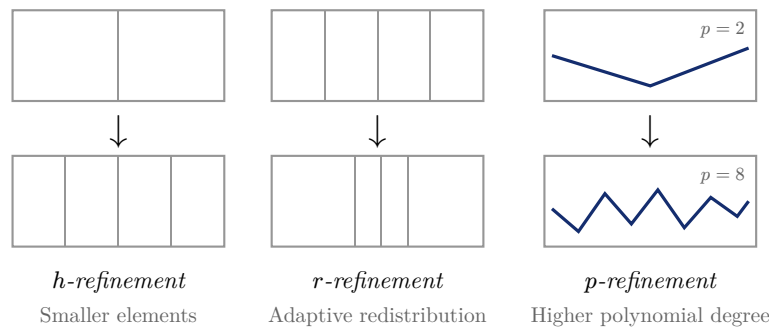 p = 2
p = 8
h-refinement
r-refinement
p-refinement
Smaller elements
Adaptive redistribution
Higher polynomial degree